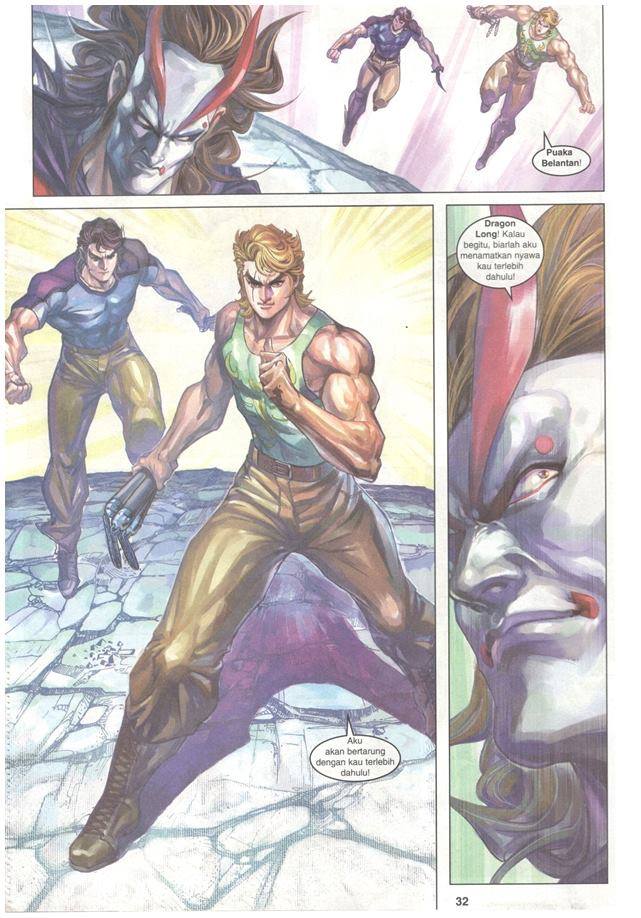 Puaka
Belantan!
Aku
akan bertarung
dengan kau terlebih
dahulu!
Dragon
Long! Kalau
begitu, biarlah aku
menamatkan nyawa
kau terlebih
dahulu!
32